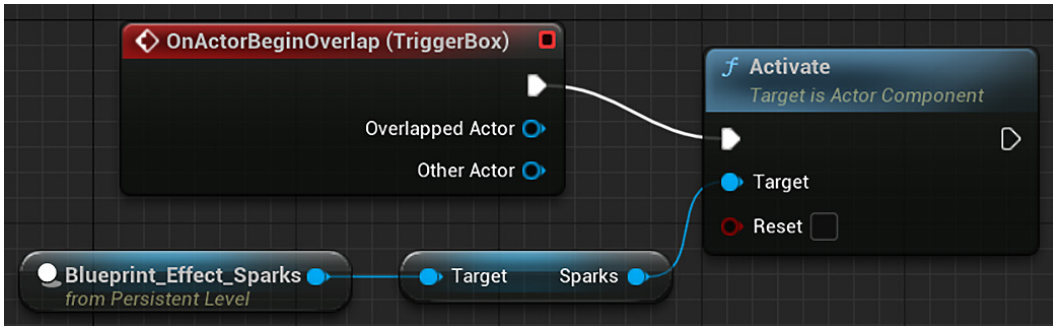 OnActorBeginOverlap (TriggerBox)
Overlapped Actor
Other Actor
f Activate
Target is Actor Component
Target
Reset
Blueprint_Effect_Sparks
from Persistent Level
Target Sparks